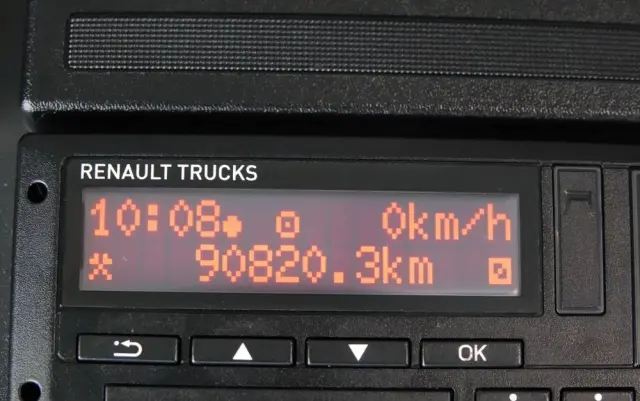 RENAULT TRUCKS
10:08 0km/h
90820.3km
OK